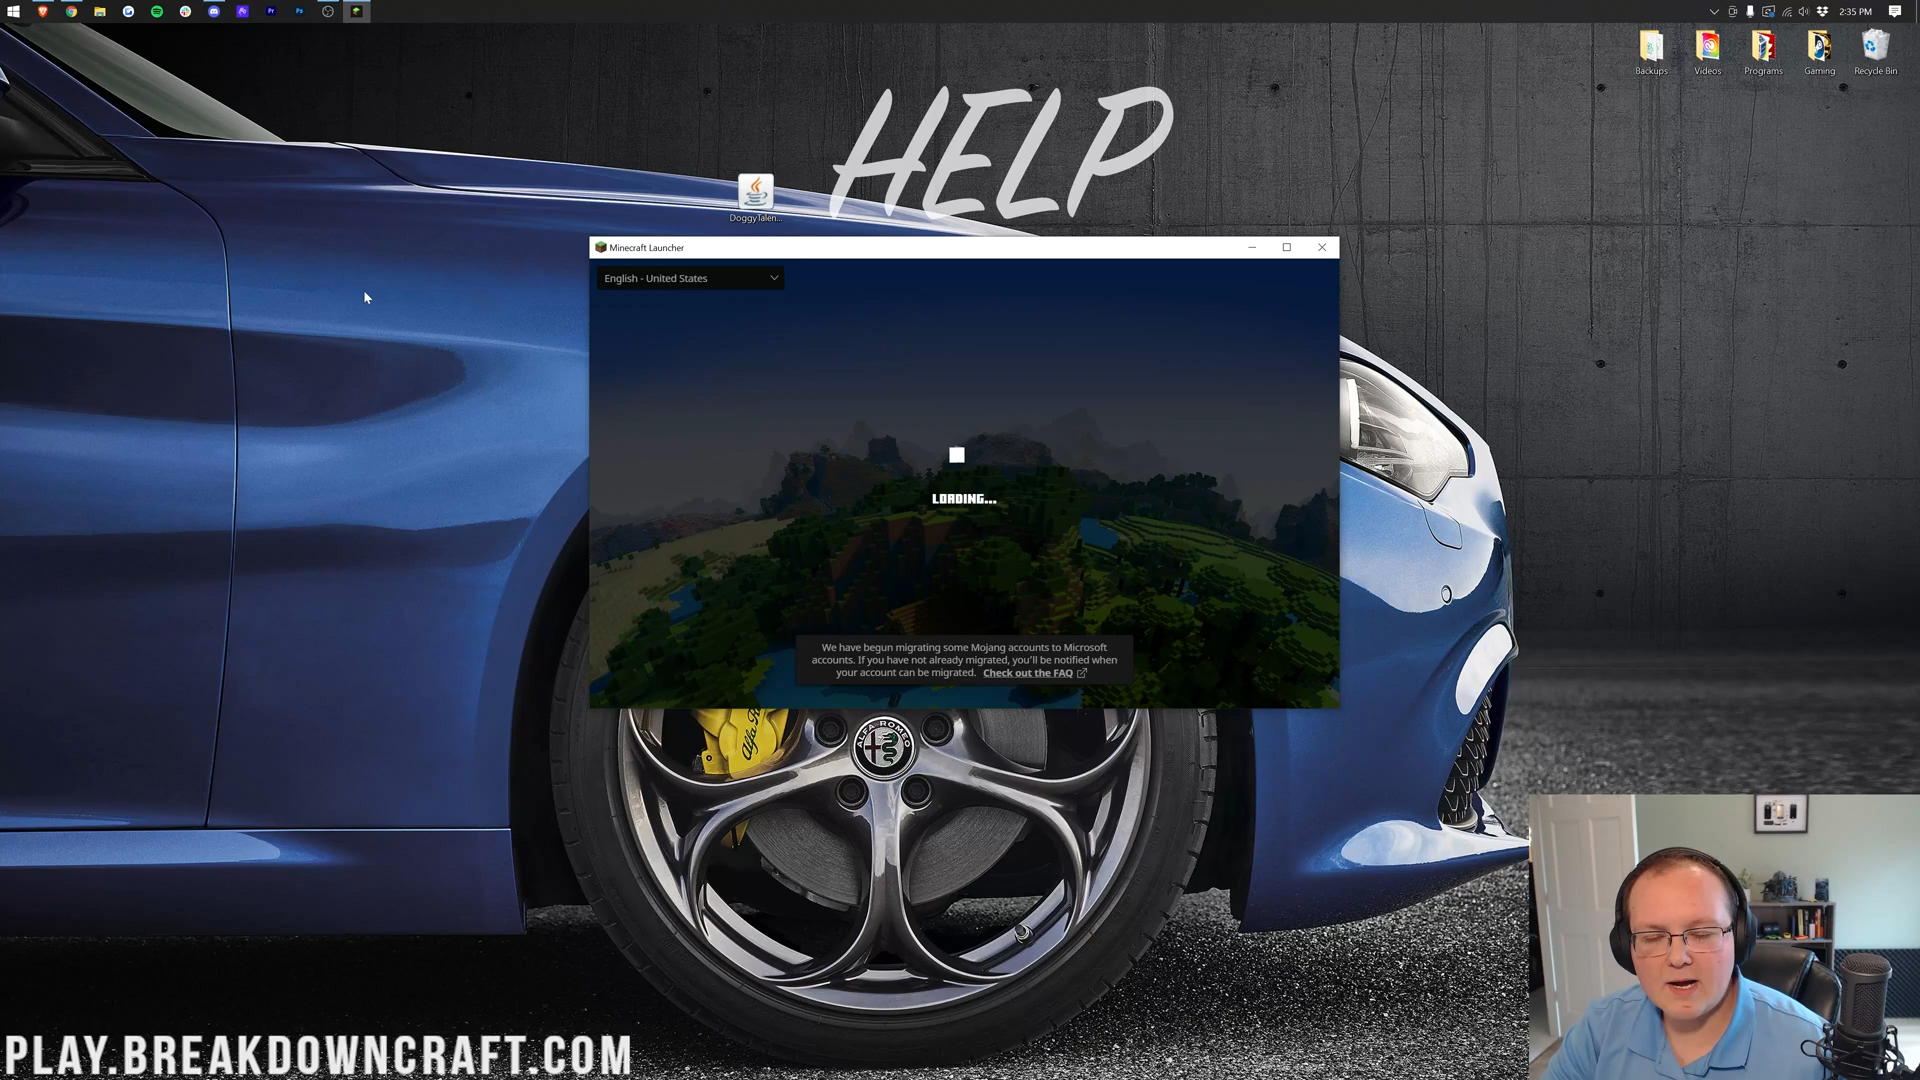 2:35 PM
Backups
Videos
Programs
Gaming
Recycle Bin
HELP
DoggyTalen...
Minecraft Launcher
English - United States
LOADING...
We have begun migrating some Mojang accounts to Microsoft
accounts. If you have not already migrated, you'll be notified when
your account can be migrated. Check out the FAQ
ALFA ROMEO
PLAY.BREAKDOWNCRAFT.COM